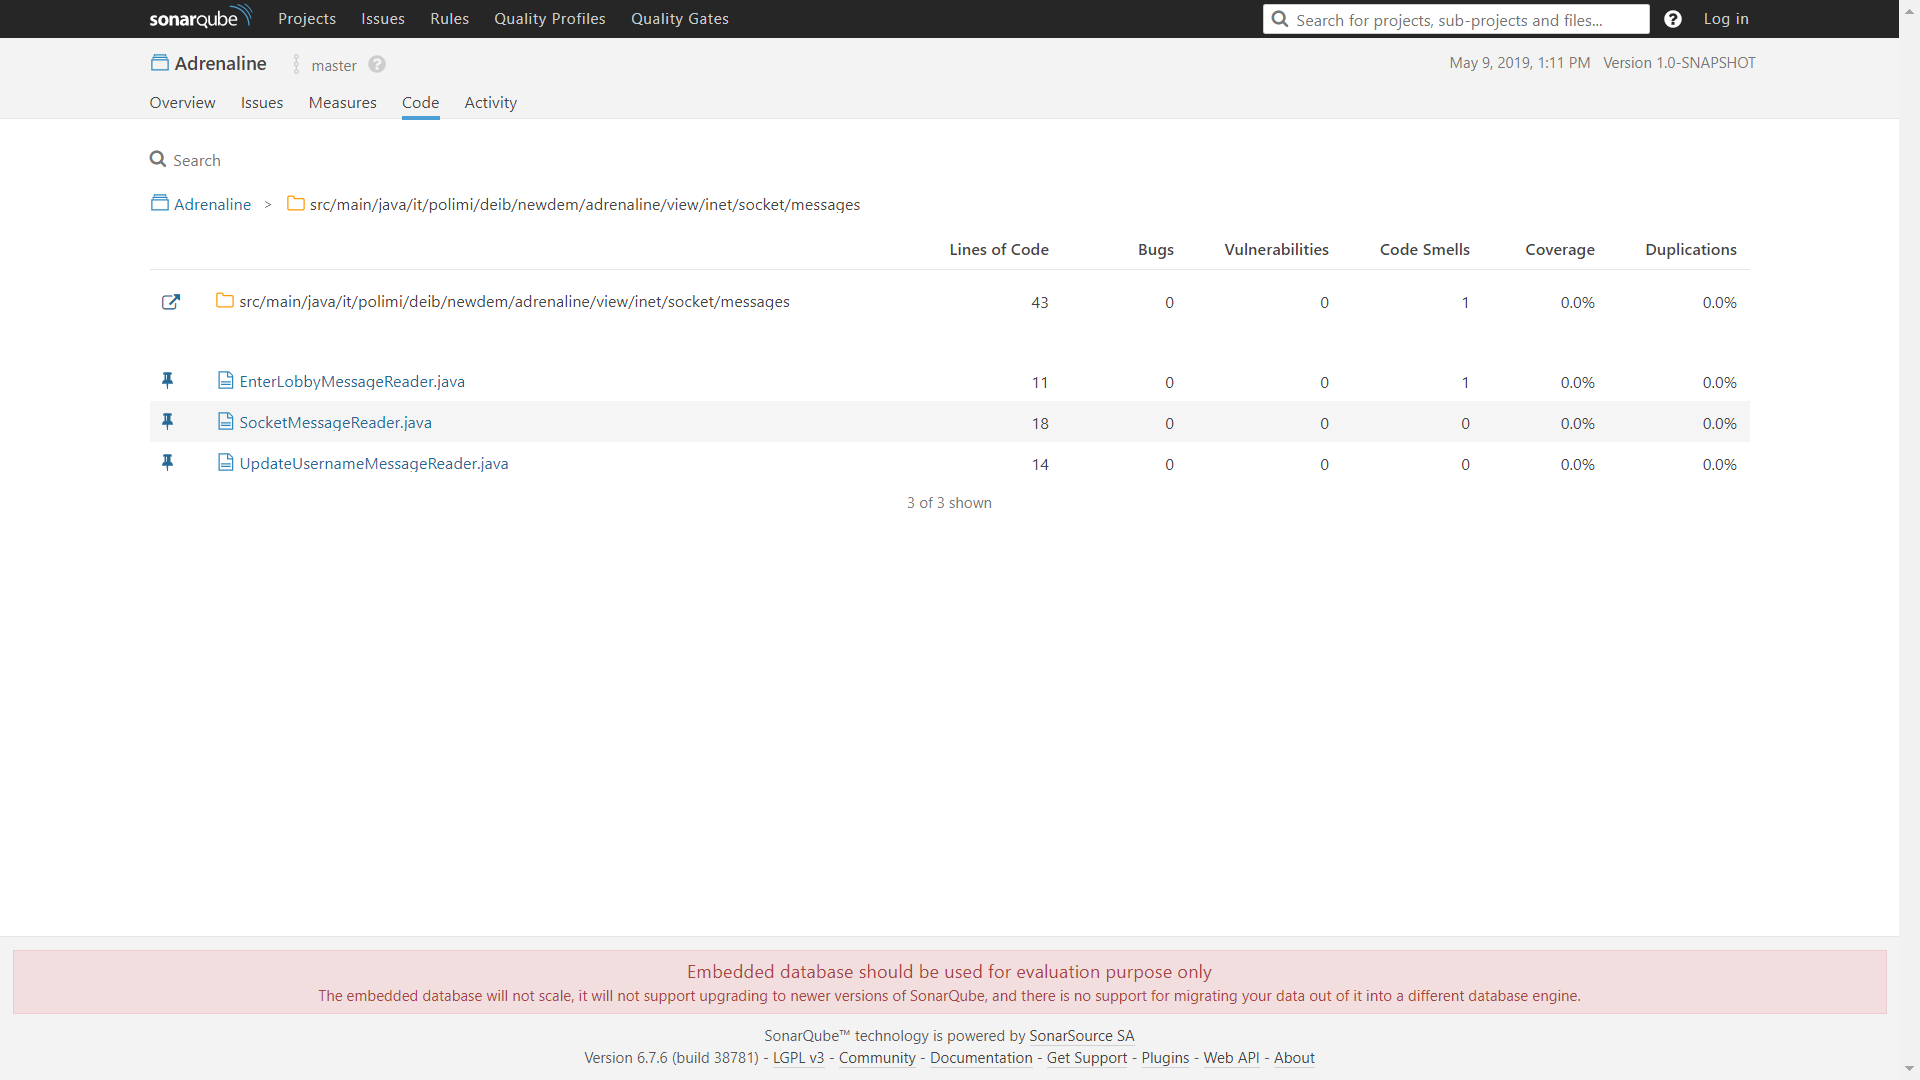 sonarqube Projects Issues Rules Quality Profiles Quality Gates Search for projects, sub-projects and files... ? Log in
Adrenaline master ? May 9, 2019, 1:11 PM Version 1.0-SNAPSHOT
Overview Issues Measures Code Activity
Search
Adrenaline > src/main/java/it/polimi/deib/newdem/adrenaline/view/inet/socket/messages
Lines of Code Bugs Vulnerabilities Code Smells Coverage Duplications
src/main/java/it/polimi/deib/newdem/adrenaline/view/inet/socket/messages 43 0 0 1 0.0% 0.0%
EnterLobbyMessageReader.java 11 0 0 1 0.0% 0.0%
SocketMessageReader.java 18 0 0 0 0.0% 0.0%
UpdateUsernameMessageReader.java 14 0 0 0 0.0% 0.0%
3 of 3 shown
Embedded database should be used for evaluation purpose only
The embedded database will not scale, it will not support upgrading to newer versions of SonarQube, and there is no support for migrating your data out of it into a different database engine.
SonarQube™ technology is powered by SonarSource SA
Version 6.7.6 (build 38781) - LGPL v3 - Community - Documentation - Get Support - Plugins - Web API - About